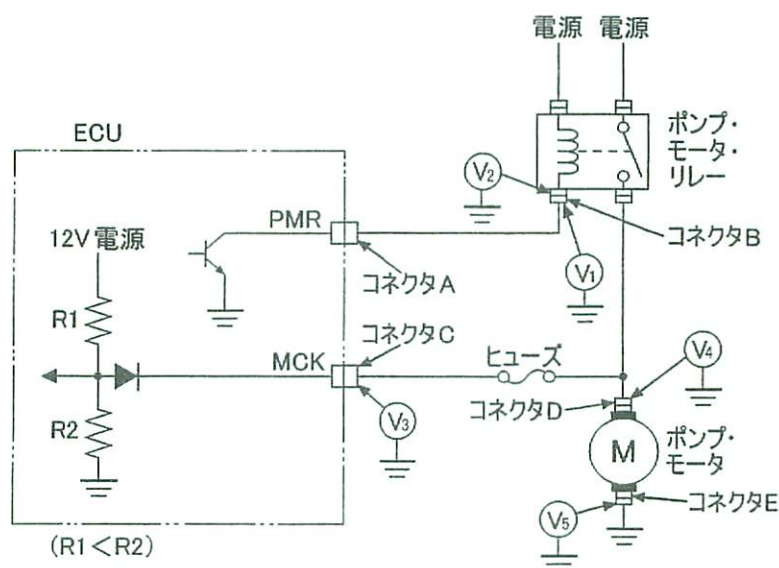 電源 電源
ECU
ポンプ・
モータ・
リレー
V2
PMR
コネクタB
12V電源
コネクタA
V1
R1
コネクタC
MCK
ヒューズ
V4
コネクタD
R2
V3
M
ポンプ・
モータ
コネクタE
V5
(R1<R2)